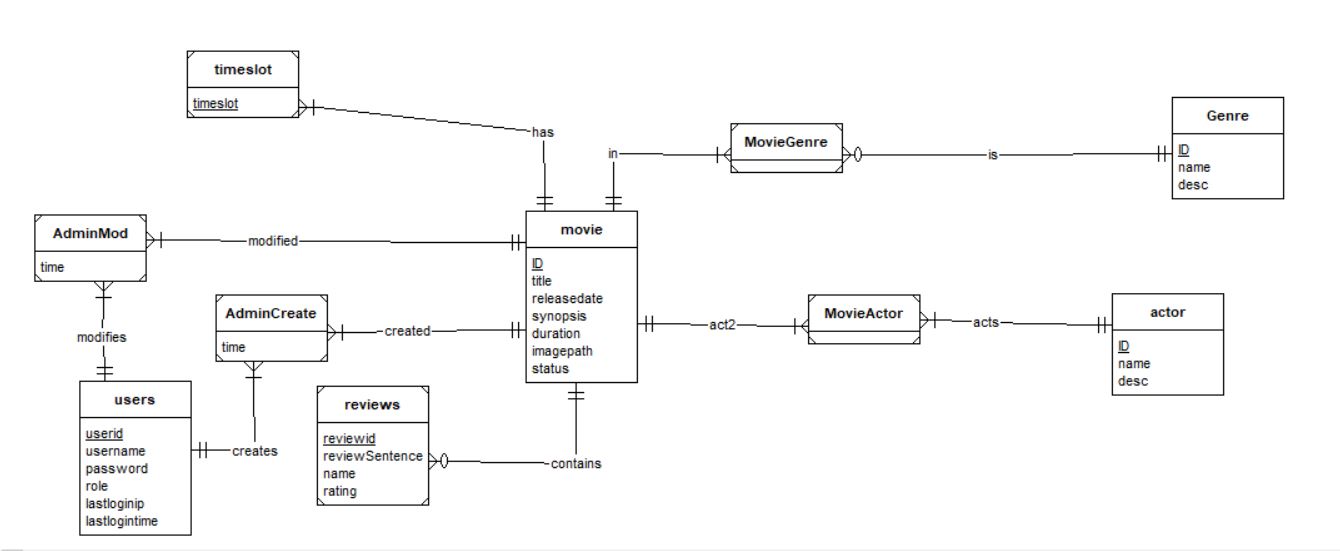 timeslot
timeslot
has
Genre
ID
name
desc
MovieGenre
in
is
movie
ID
title
releasedate
synopsis
duration
imagepath
status
AdminMod
time
modified
modifies
AdminCreate
time
created
creates
users
userid
username
password
role
lastloginip
lastlogintime
reviews
reviewid
reviewSentence
name
rating
contains
act2
MovieActor
acts
actor
ID
name
desc